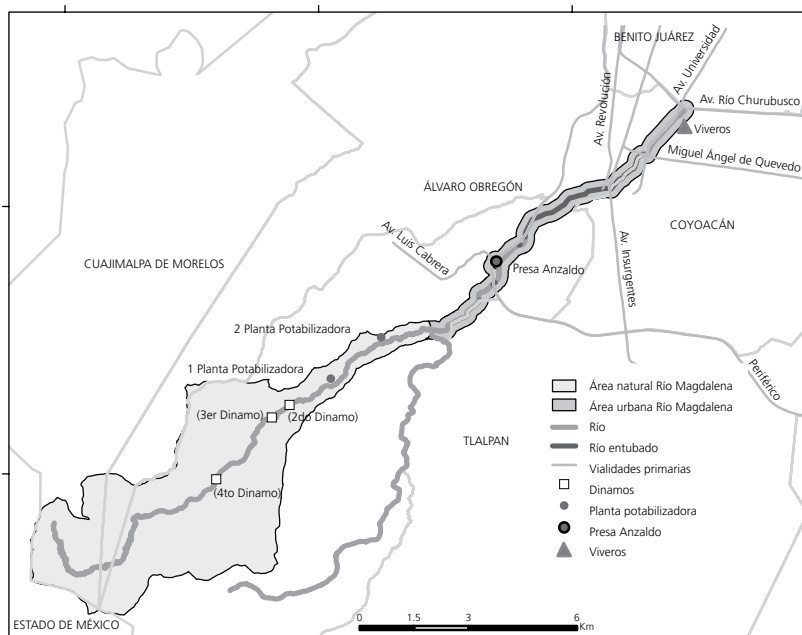 BENITO JUÁREZ
Av. Universidad
Av. Revolución
Av. Río Churubusco
Viveros
Miguel Ángel de Quevedo
ÁLVARO OBREGÓN
COYOACÁN
Av. Luis Cabrera
Av. Insurgentes
CUAJIMALPA DE MORELOS
Presa Anzaldo
2 Planta Potabilizadora
1 Planta Potabilizadora
Periférico
(3er Dinamo)
(2do Dinamo)
TLALPAN
(4to Dinamo)
Área natural Río Magdalena
Área urbana Río Magdalena
Río
Río entubado
Vialidades primarias
Dinamos
Planta potabilizadora
Presa Anzaldo
Viveros
ESTADO DE MÉXICO
0 1.5 3 6
Km